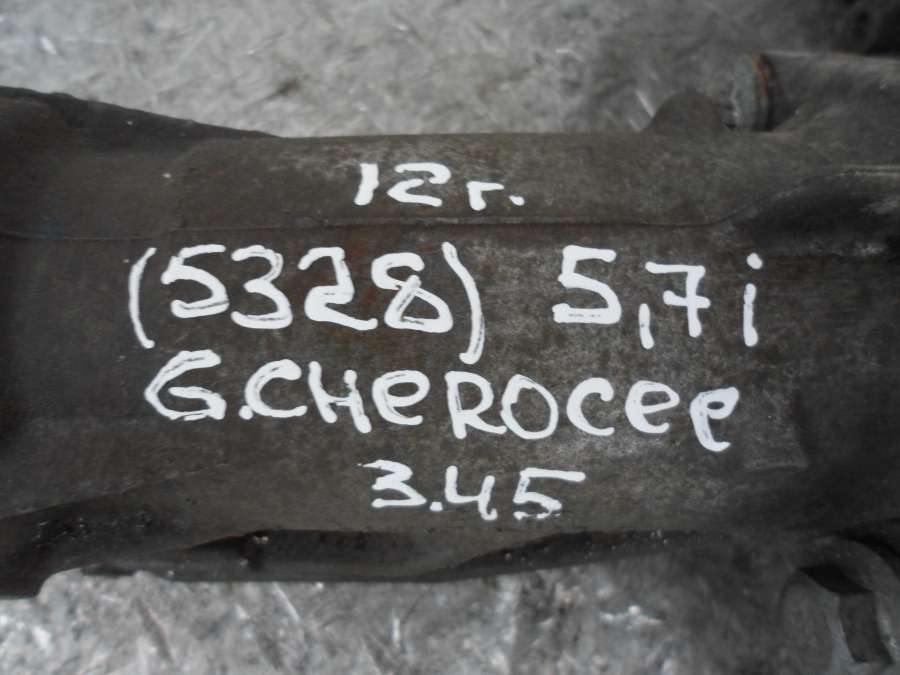 12г.
(5328) 5,7i
G.CHeROCee
3.45